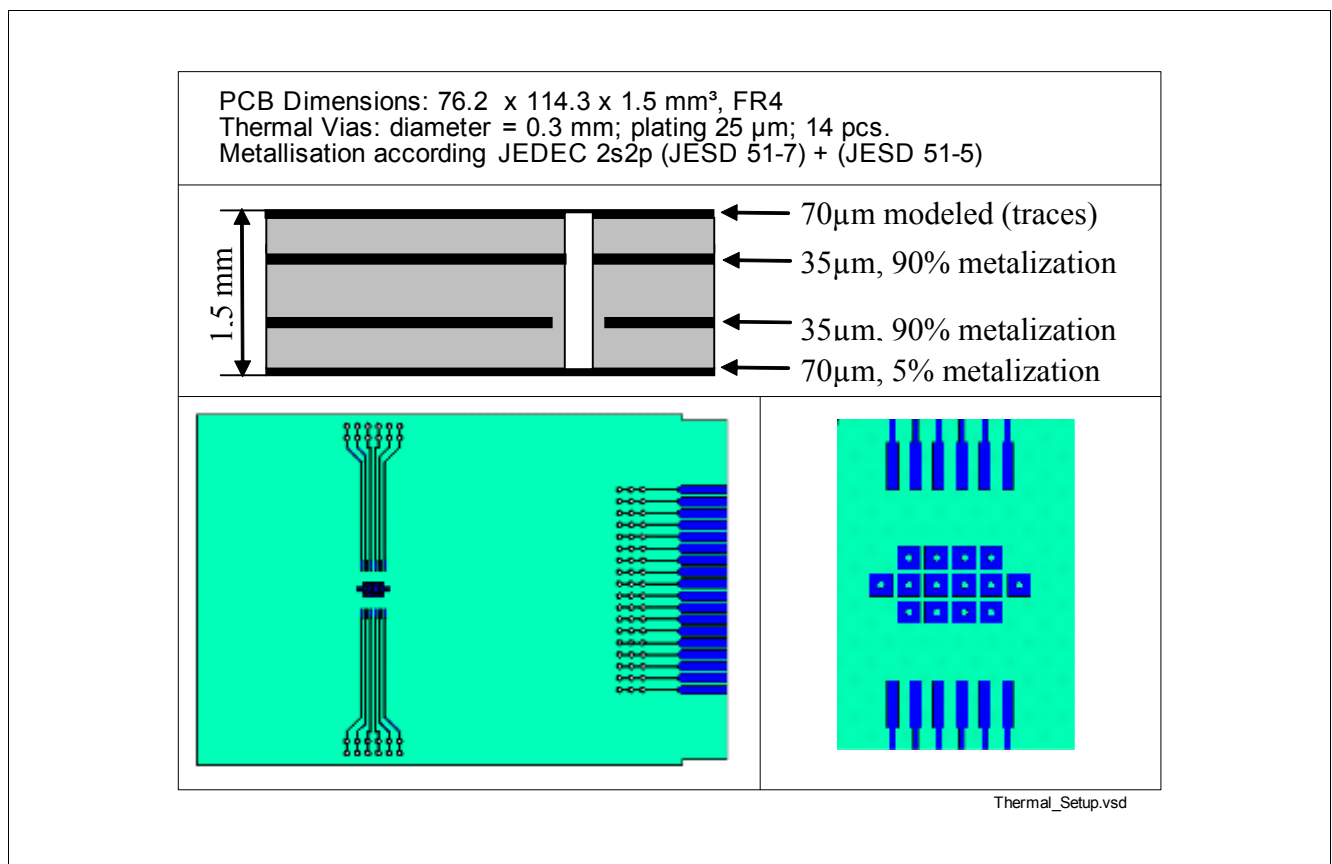 PCB Dimensions: 76.2 x 114.3 x 1.5 mm³, FR4
Thermal Vias: diameter = 0.3 mm; plating 25 µm; 14 pcs.
Metallisation according JEDEC 2s2p (JESD 51-7) + (JESD 51-5)
70µm modeled (traces)
35µm, 90% metalization
1.5 mm
35µm, 90% metalization
70µm, 5% metalization
Thermal_Setup.vsd